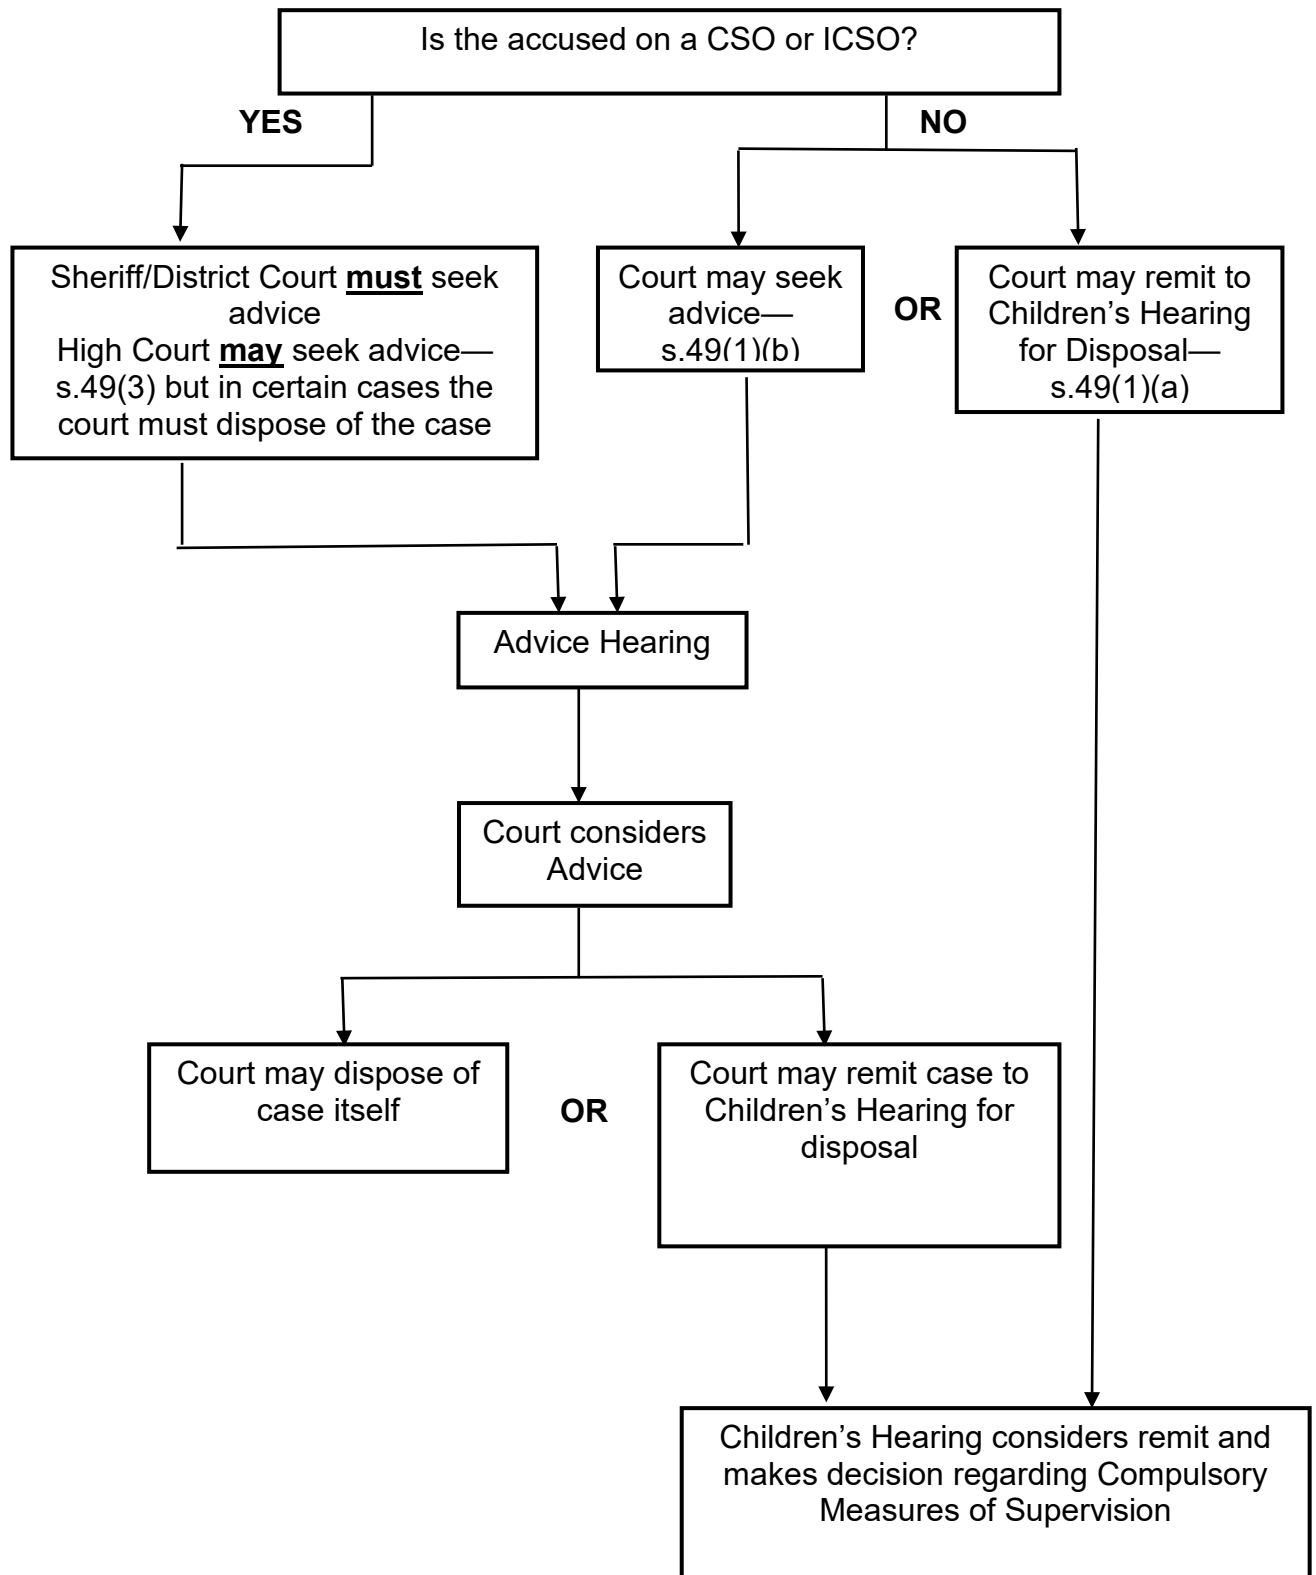 Is the accused on a CSO or ICSO?
YES
NO
Sheriff/District Court must seek
advice
High Court may seek advice—
s.49(3) but in certain cases the
court must dispose of the case
Court may seek
advice—
s.49(1)(b)
OR
Court may remit to
Children’s Hearing
for Disposal—
s.49(1)(a)
Advice Hearing
Court considers
Advice
Court may dispose of
case itself
OR
Court may remit case to
Children’s Hearing for
disposal
Children’s Hearing considers remit and
makes decision regarding Compulsory
Measures of Supervision